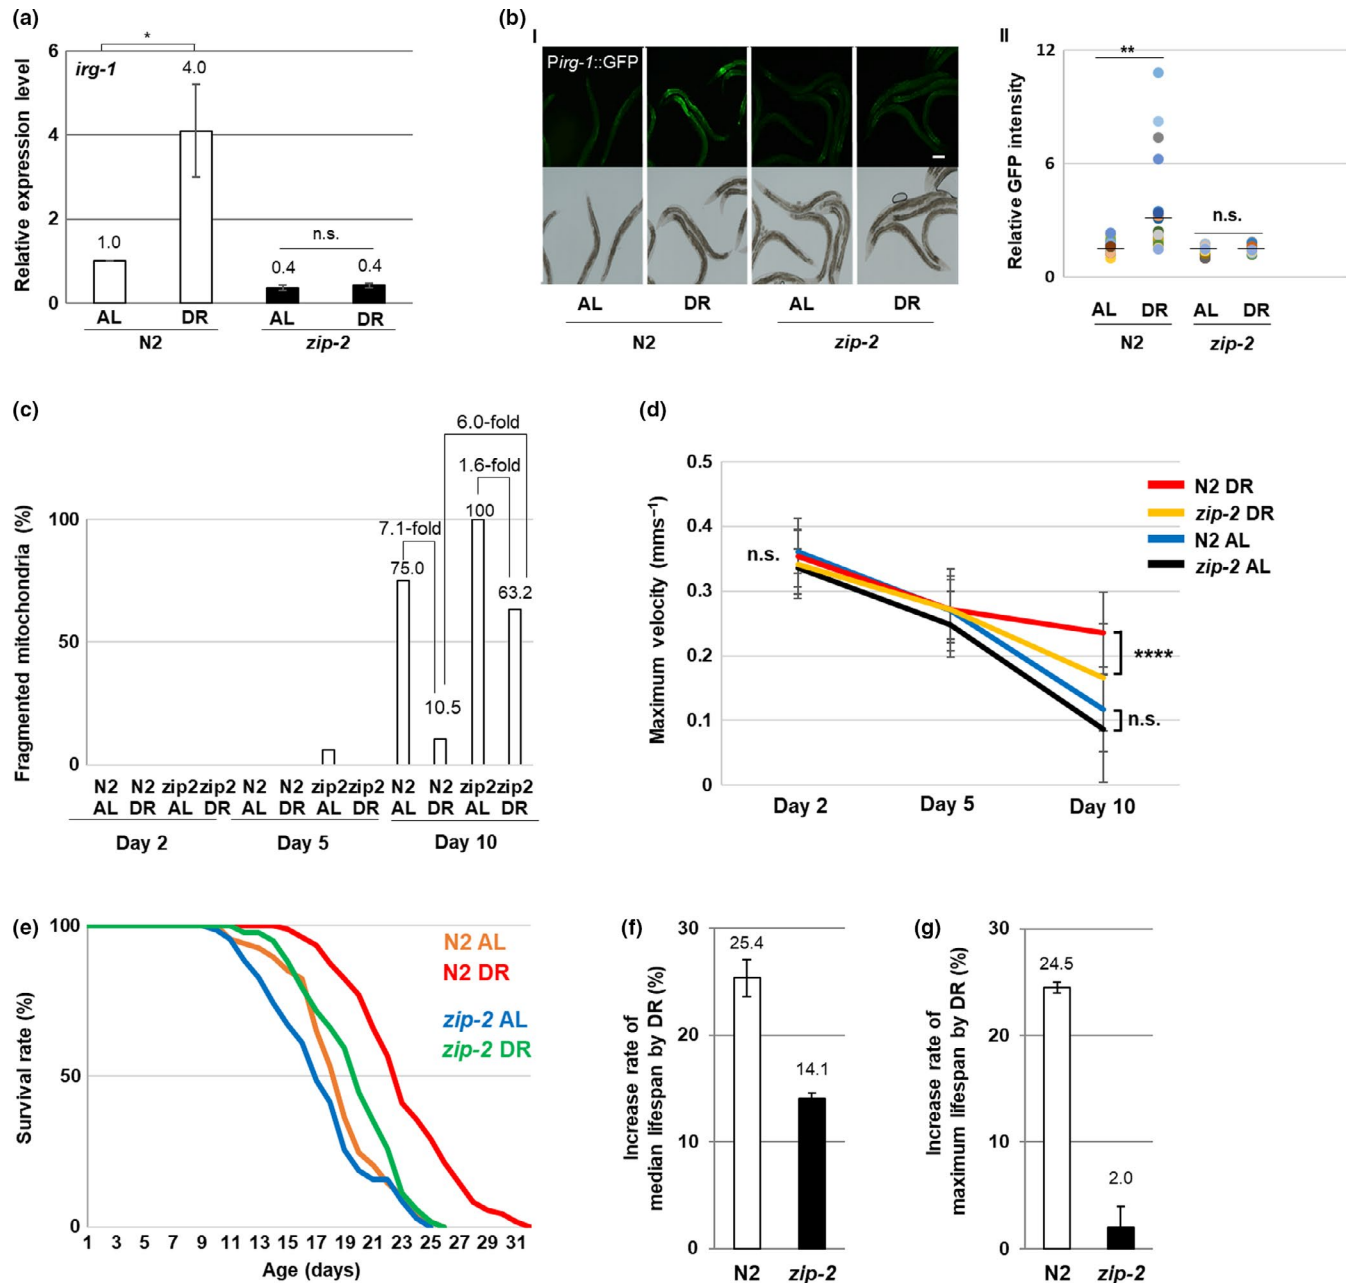 (a)
Relative expression level
6
4
2
0
irg-1
*
1.0
4.0
n.s.
0.4
0.4
AL
DR
AL
DR
N2
zip-2
(b)
I
Pirg-1::GFP
AL
DR
AL
DR
N2
zip-2
II
Relative GFP intensity
12
6
0
**
n.s.
AL
DR
AL
DR
N2
zip-2
(c)
Fragmented mitochondria (%)
100
50
0
6.0-fold
1.6-fold
7.1-fold
75.0
10.5
100
63.2
N2 N2 zip2 zip2 N2 N2 zip2 zip2 N2 N2 zip2 zip2
AL DR AL DR AL DR AL DR AL DR AL DR
Day 2
Day 5
Day 10
(d)
Maximum velocity (mms⁻¹)
0.5
0.4
0.3
0.2
0.1
0
n.s.
****
n.s.
N2 DR
zip-2 DR
N2 AL
zip-2 AL
Day 2
Day 5
Day 10
(e)
Survival rate (%)
100
50
0
N2 AL
N2 DR
zip-2 AL
zip-2 DR
1 3 5 7 9 11 13 15 17 19 21 23 25 27 29 31
Age (days)
(f)
Increase rate of
median lifespan by DR (%)
30
20
10
0
25.4
14.1
N2
zip-2
(g)
Increase rate of
maximum lifespan by DR (%)
30
20
10
0
24.5
2.0
N2
zip-2